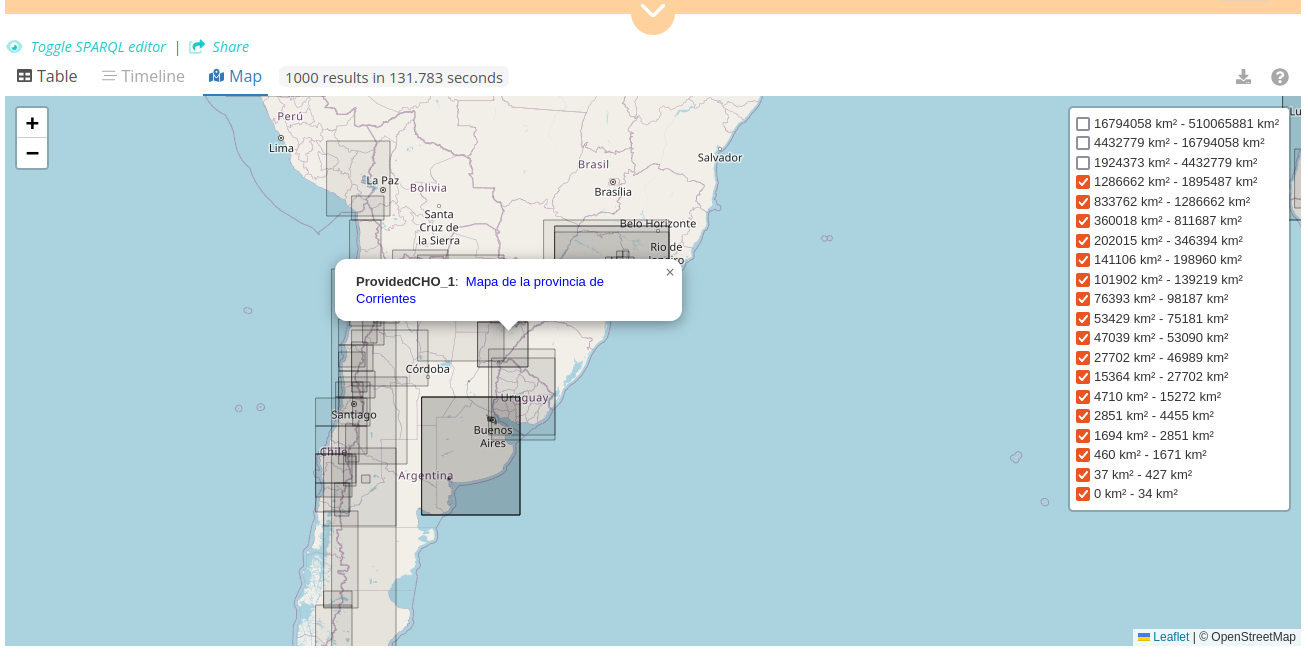 Toggle SPARQL editor | Share
Table Timeline Map 1000 results in 131.783 seconds
+
−
Perú
Lima
La Paz
Bolivia
Santa
Cruz de
la Sierra
Brasil
Brasília
Salvador
Belo Horizonte
Rio de
ProvidedCHO_1: Mapa de la provincia de
Corrientes
×
Córdoba
Uruguay
Santiago
Buenos
Aires
Chile
Argentina
Lu
16794058 km² - 510065881 km²
4432779 km² - 16794058 km²
1924373 km² - 4432779 km²
1286662 km² - 1895487 km²
833762 km² - 1286662 km²
360018 km² - 811687 km²
202015 km² - 346394 km²
141106 km² - 198960 km²
101902 km² - 139219 km²
76393 km² - 98187 km²
53429 km² - 75181 km²
47039 km² - 53090 km²
27702 km² - 46989 km²
15364 km² - 27702 km²
4710 km² - 15272 km²
2851 km² - 4455 km²
1694 km² - 2851 km²
460 km² - 1671 km²
37 km² - 427 km²
0 km² - 34 km²
Leaflet | © OpenStreetMap